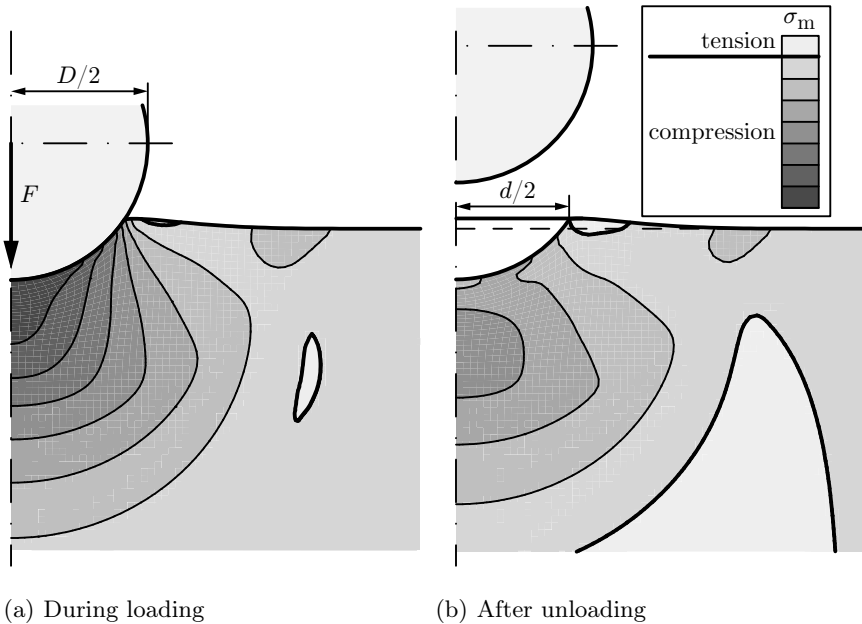 D/2
F
(a) During loading
σm
tension
compression
d/2
(b) After unloading